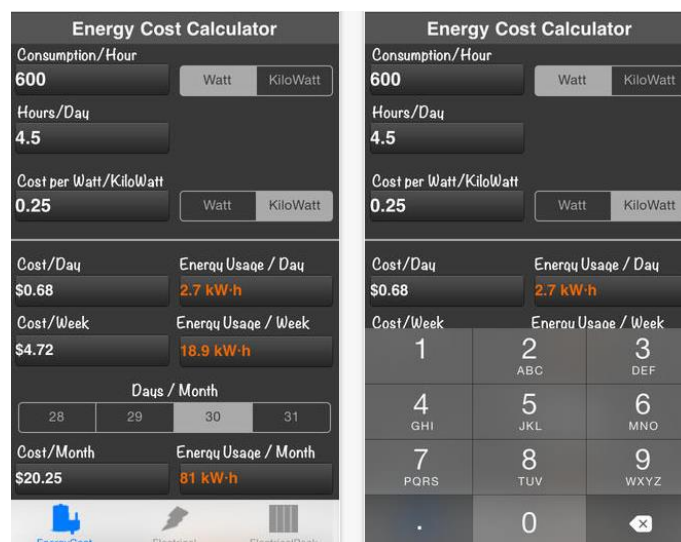 Energy Cost Calculator
Consumption/Hour
600 Watt KiloWatt
Hours/Day
4.5
Cost per Watt/KiloWatt
0.25 Watt KiloWatt
Cost/Day Energy Usage / Day
$0.68 2.7 kW·h
Cost/Week Energy Usage / Week
$4.72 18.9 kW·h
Days / Month
28 29 30 31
Cost/Month Energy Usage / Month
$20.25 81 kW·h
EnergyCost Electrical
Energy Cost Calculator
Consumption/Hour
600 Watt KiloWatt
Hours/Day
4.5
Cost per Watt/KiloWatt
0.25 Watt KiloWatt
Cost/Day Energy Usage / Day
$0.68 2.7 kW·h
Cost/Week Energy Usage / Week
1 2 3
ABC DEF
4 5 6
GHI JKL MNO
7 8 9
PQRS TUV WXYZ
. 0